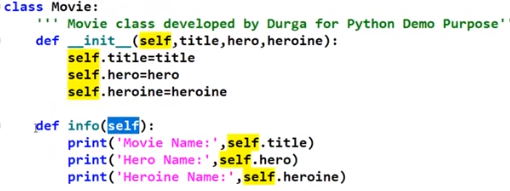 class Movie:
    ''' Movie class developed by Durga for Python Demo Purpose''
    def __init__(self,title,hero,heroine):
        self.title=title
        self.hero=hero
        self.heroine=heroine
    def info(self):
        print('Movie Name:',self.title)
        print('Hero Name:',self.hero)
        print('Heroine Name:',self.heroine)